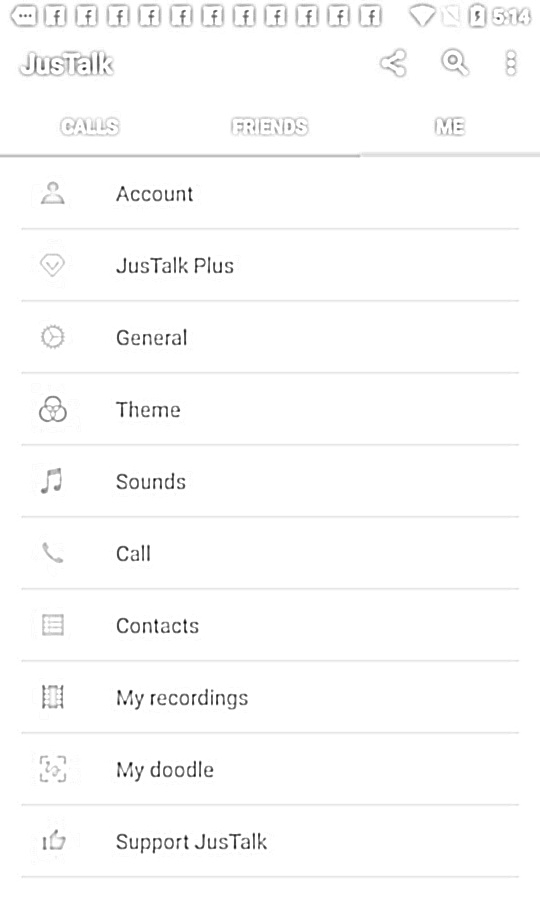 5:14
JusTalk
CALLS FRIENDS ME
Account
JusTalk Plus
General
Theme
Sounds
Call
Contacts
My recordings
My doodle
Support JusTalk